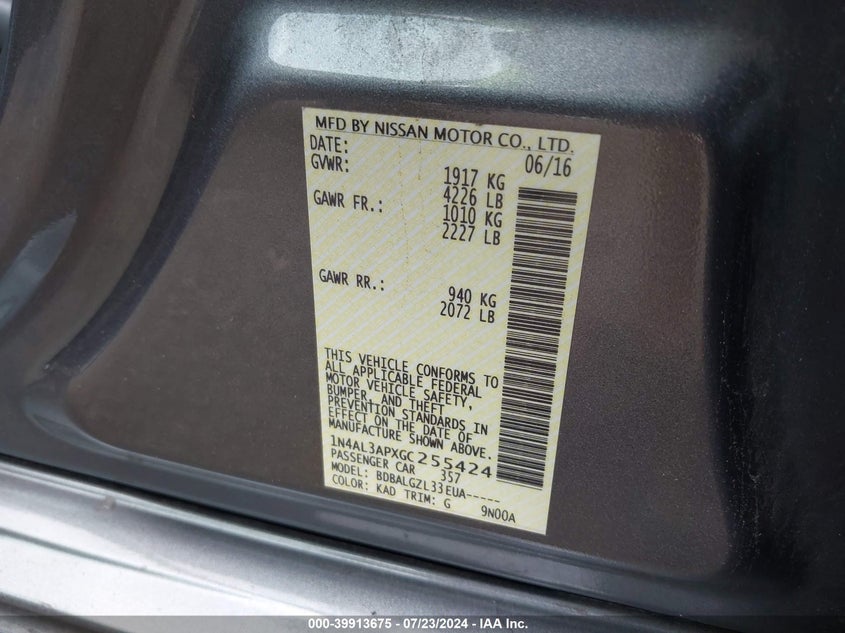 MFD BY NISSAN MOTOR CO., LTD.
DATE: 06/16
GVWR: 1917 KG
4226 LB
GAWR FR.: 1010 KG
2227 LB
GAWR RR.: 940 KG
2072 LB
THIS VEHICLE CONFORMS TO
ALL APPLICABLE FEDERAL
MOTOR VEHICLE SAFETY,
BUMPER, AND THEFT
PREVENTION STANDARDS IN
EFFECT ON THE DATE OF
MANUFACTURE SHOWN ABOVE.
1N4AL3APXGC255424
PASSENGER CAR 357
MODEL: BDBALGZL33EUA-----
COLOR: KAD TRIM: G 9N00A
000-39913675 / 07/23/2024 / IAAI.COM